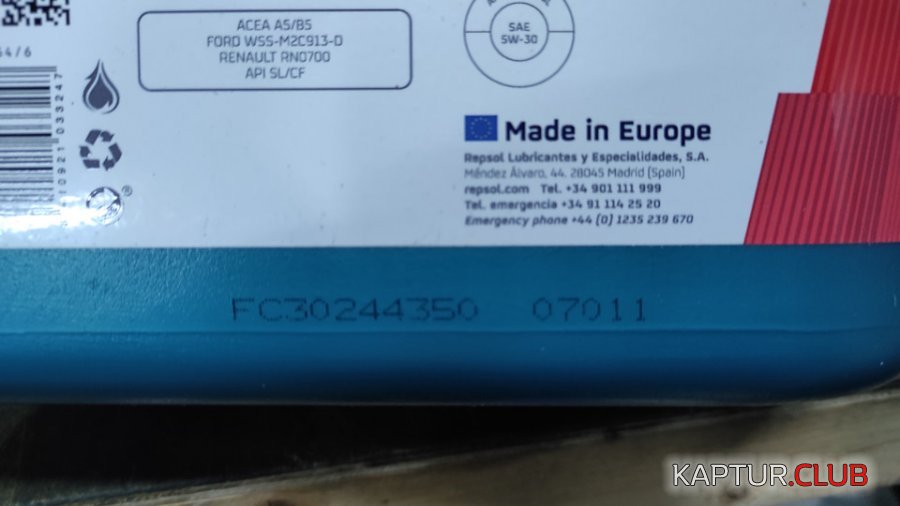 ACEA A5/B5
FORD WSS-M2C913-D
RENAULT RN0700
API SL/CF
SAE
5W-30
Made in Europe
Repsol Lubricantes y Especialidades, S.A.
Méndez Álvaro, 44. 28045 Madrid (Spain)
repsol.com Tel. +34 901 111 999
Tel. emergencia +34 91 114 25 20
Emergency phone +44 (0) 1235 239 670
FC30244350 07011
KAPTUR.CLUB